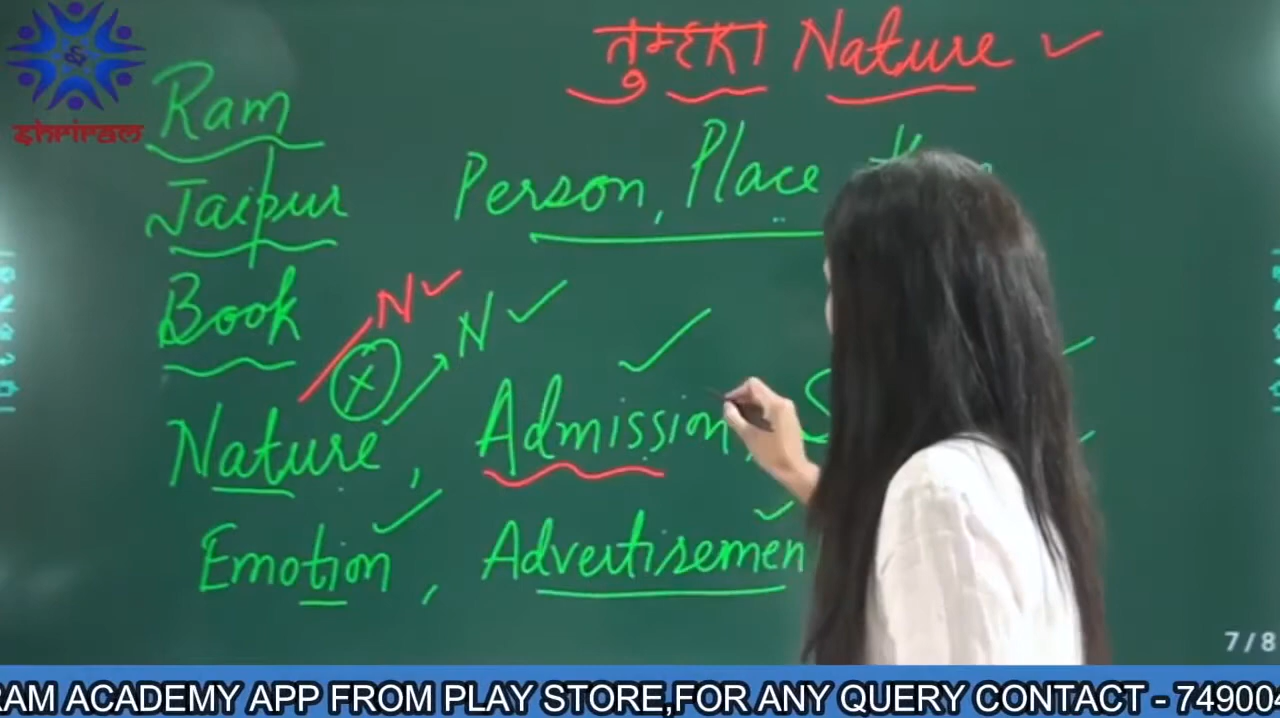 Shriram
तुम्हारा Nature
Ram
Jaipur
Person, Place
Book
N
N
X
Nature, Admission,
Emotion, Advertisemen
7/8
RAM ACADEMY APP FROM PLAY STORE,FOR ANY QUERY CONTACT - 74900